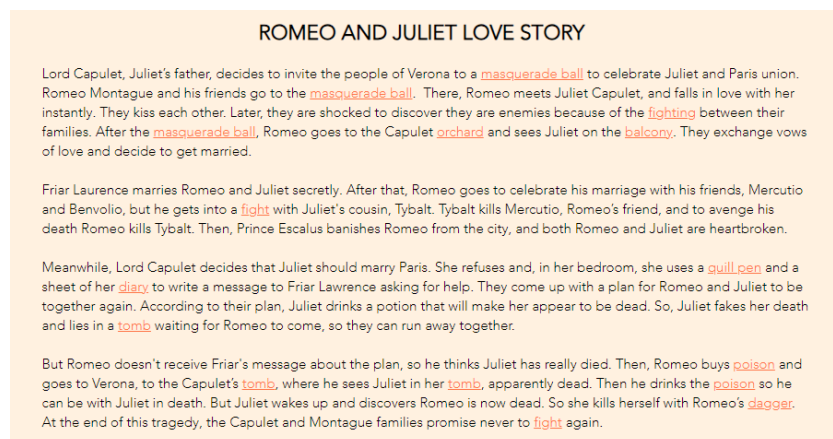 ROMEO AND JULIET LOVE STORY
Lord Capulet, Juliet's father, decides to invite the people of Verona to a masquerade ball to celebrate Juliet and Paris union.
Romeo Montague and his friends go to the masquerade ball.  There, Romeo meets Juliet Capulet, and falls in love with her
instantly. They kiss each other. Later, they are shocked to discover they are enemies because of the fighting between their
families. After the masquerade ball, Romeo goes to the Capulet orchard and sees Juliet on the balcony. They exchange vows
of love and decide to get married.
Friar Laurence marries Romeo and Juliet secretly. After that, Romeo goes to celebrate his marriage with his friends, Mercutio
and Benvolio, but he gets into a fight with Juliet's cousin, Tybalt. Tybalt kills Mercutio, Romeo's friend, and to avenge his
death Romeo kills Tybalt. Then, Prince Escalus banishes Romeo from the city, and both Romeo and Juliet are heartbroken.
Meanwhile, Lord Capulet decides that Juliet should marry Paris. She refuses and, in her bedroom, she uses a quill pen and a
sheet of her diary to write a message to Friar Lawrence asking for help. They come up with a plan for Romeo and Juliet to be
together again. According to their plan, Juliet drinks a potion that will make her appear to be dead. So, Juliet fakes her death
and lies in a tomb waiting for Romeo to come, so they can run away together.
But Romeo doesn't receive Friar's message about the plan, so he thinks Juliet has really died. Then, Romeo buys poison and
goes to Verona, to the Capulet's tomb, where he sees Juliet in her tomb, apparently dead. Then he drinks the poison so he
can be with Juliet in death. But Juliet wakes up and discovers Romeo is now dead. So she kills herself with Romeo's dagger.
At the end of this tragedy, the Capulet and Montague families promise never to fight again.